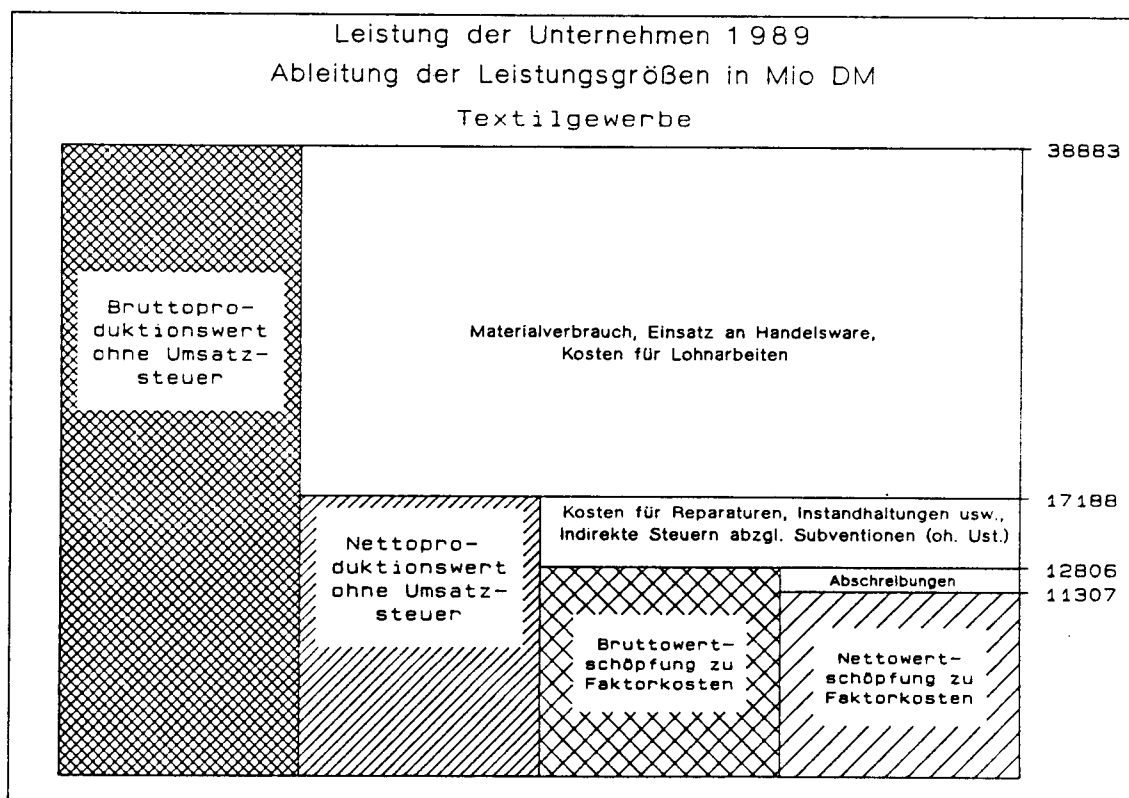 Leistung der Unternehmen 1989
Ableitung der Leistungsgrößen in Mio DM
Textilgewerbe
38883
Bruttopro-
duktionswert
ohne Umsatz-
steuer
Materialverbrauch, Einsatz an Handelsware,
Kosten für Lohnarbeiten
17188
Kosten für Reparaturen, Instandhaltungen usw.,
Indirekte Steuern abzgl. Subventionen (oh. Ust.)
Nettopro-
duktionswert
ohne Umsatz-
steuer
12806
Abschreibungen
11307
Bruttowert-
schöpfung zu
Faktorkosten
Nettowert-
schöpfung zu
Faktorkosten